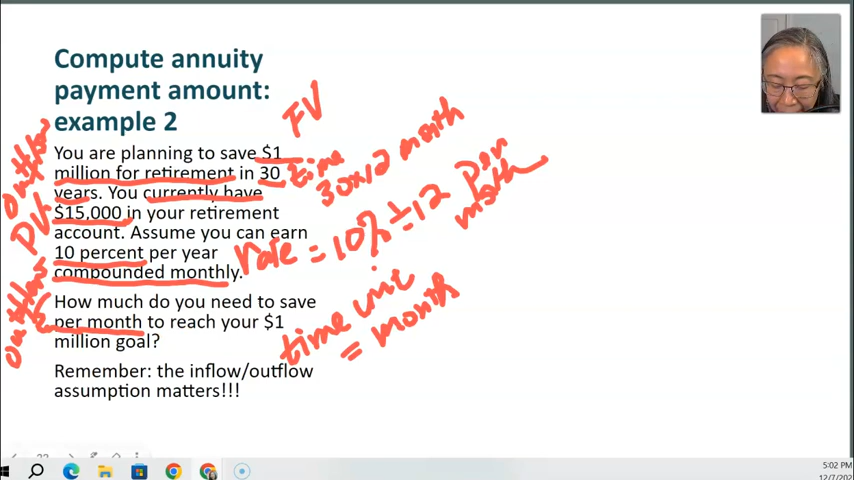 Compute annuity
payment amount:
example 2
FV
You are planning to save $1
million for retirement in 30
years. You currently have
$15,000 in your retirement
account. Assume you can earn
10 percent per year
compounded monthly.
How much do you need to save
per month to reach your $1
million goal?
Remember: the inflow/outflow
assumption matters!!!
time
30x12 month
rate = 10% ÷ 12 per
month
time unit
= month
outflow
PV
outflow
22
5:02 PM
12/7/202